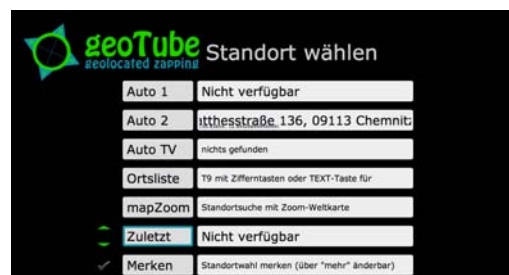 geoTube
geolocated zapping
Standort wählen
Auto 1 Nicht verfügbar
Auto 2 tthesstraße 136, 09113 Chemnitz
Auto TV nichts gefunden
Ortsliste T9 mit Zifferntasten oder TEXT-Taste für
mapZoom Standortsuche mit Zoom-Weltkarte
Zuletzt Nicht verfügbar
Merken Standortwahl merken (über "mehr" änderbar)